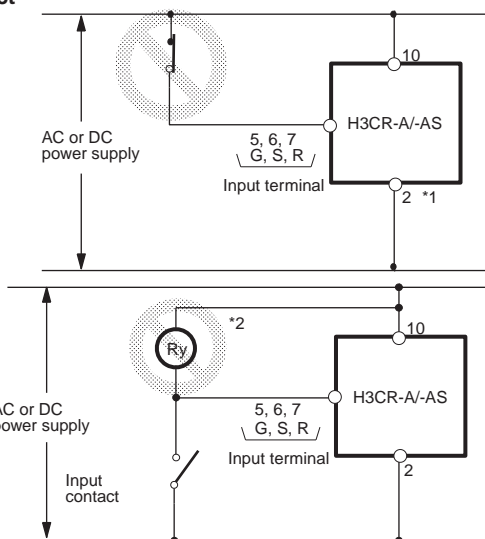 10
H3CR-A/-AS
AC or DC
power supply
5, 6, 7
G, S, R
Input terminal
2 *1
*2
10
Ry
H3CR-A/-AS
AC or DC
power supply
5, 6, 7
G, S, R
Input terminal
2
Input
contact